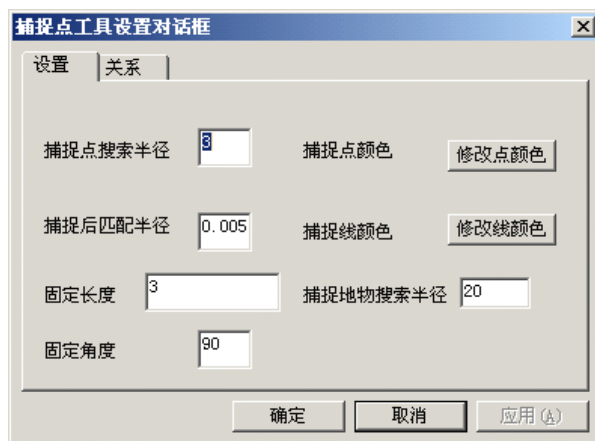 捕捉点工具设置对话框
设置 关系
捕捉点搜索半径 3 捕捉点颜色 修改点颜色
捕捉后匹配半径 0.005 捕捉线颜色 修改线颜色
固定长度 3 捕捉地物搜索半径 20
固定角度 90
确定 取消 应用(A)